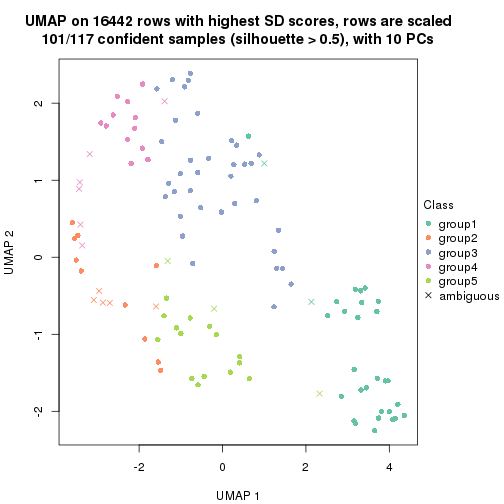 UMAP on 16442 rows with highest SD scores, rows are scaled
101/117 confident samples (silhouette > 0.5), with 10 PCs
2
1
0
-1
-2
UMAP 2
-2
0
2
4
UMAP 1
Class
group1
group2
group3
group4
group5
ambiguous